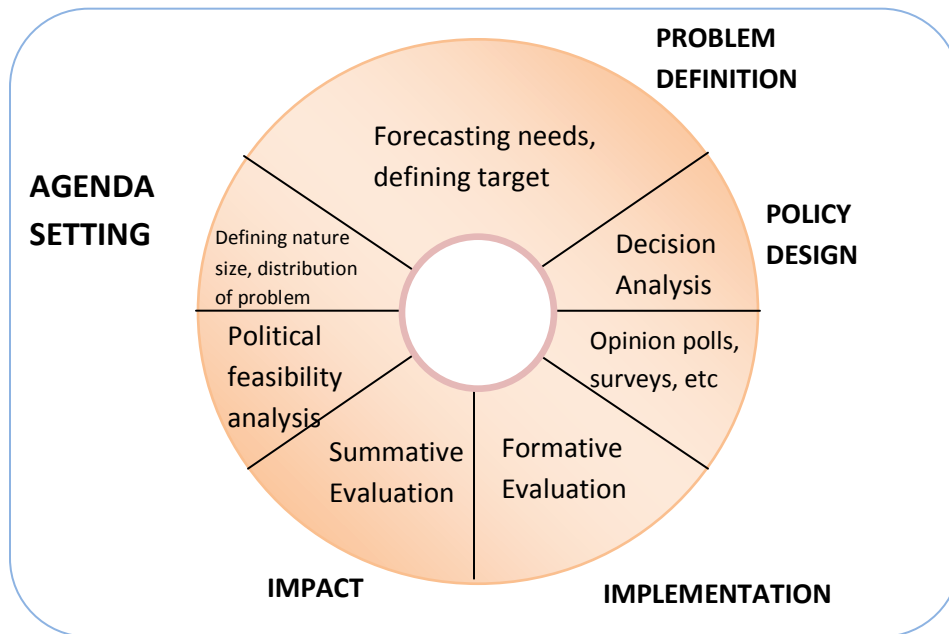 PROBLEM
DEFINITION
Forecasting needs,
defining target
AGENDA
SETTING
POLICY
DESIGN
Defining nature
size, distribution
of problem
Decision
Analysis
Political
feasibility
analysis
Opinion polls,
surveys, etc
Summative
Evaluation
Formative
Evaluation
IMPACT
IMPLEMENTATION